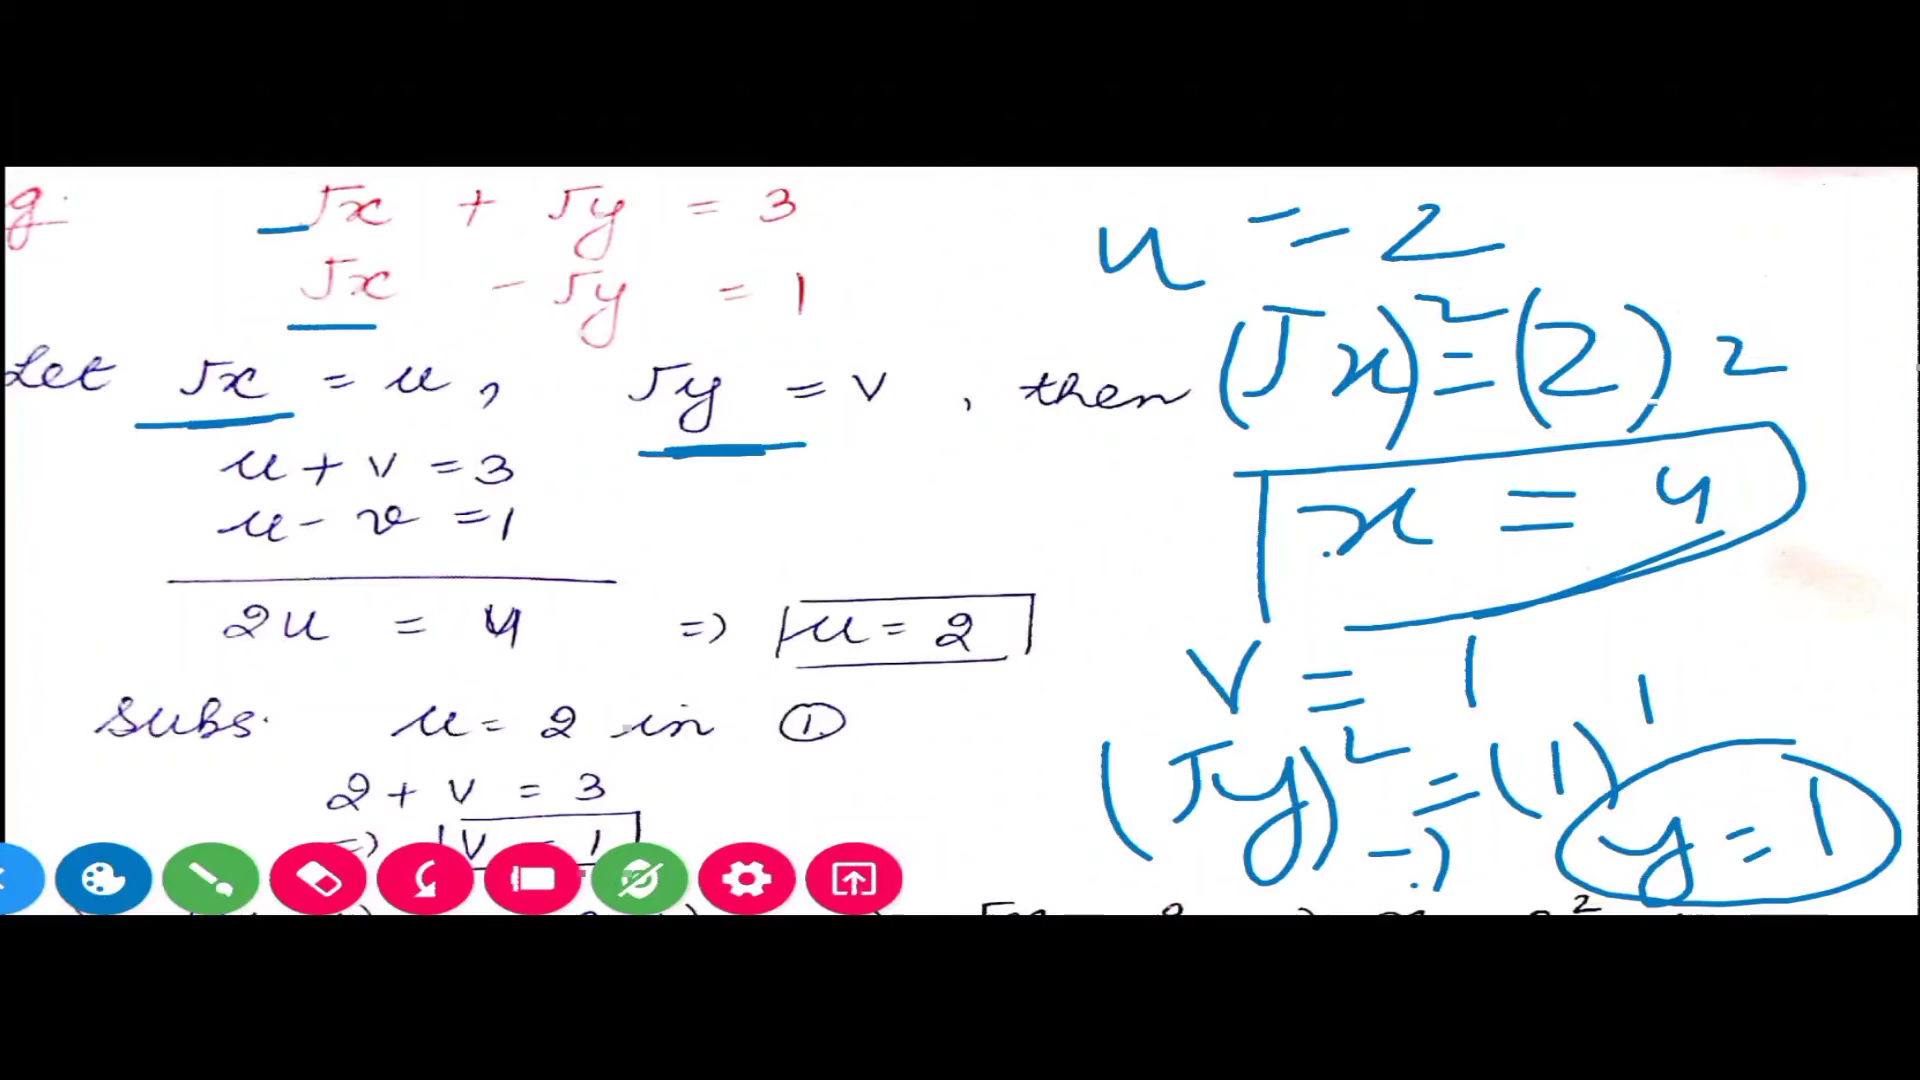 g.
√x + √y = 3
√x - √y = 1
Let √x = u, √y = v, then
u + v = 3
u - v = 1
2u = 4 => u = 2
Subs. u = 2 in ①
2 + v = 3
=> v = 1
u = 2
(√x)² = (2)2
x = 4
v = 1
(√y)² = (1)1
=> y = 1